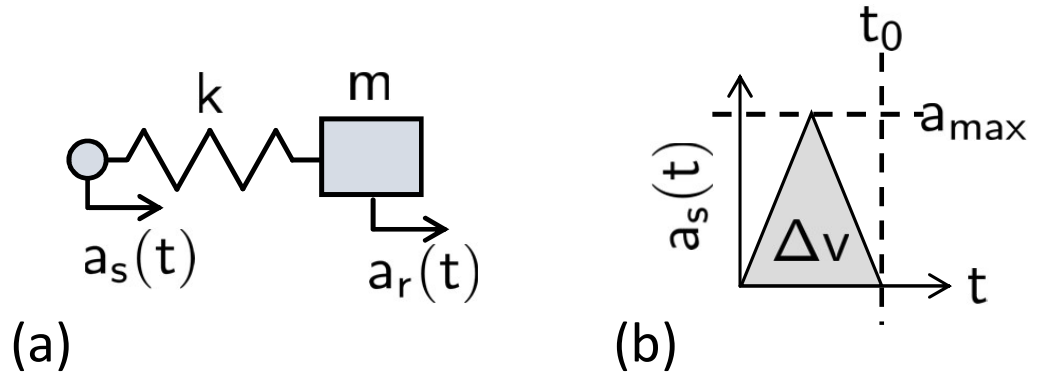 k
m
a_s(t)
a_r(t)
(a)
t_0
a_max
a_s(t)
Δv
t
(b)